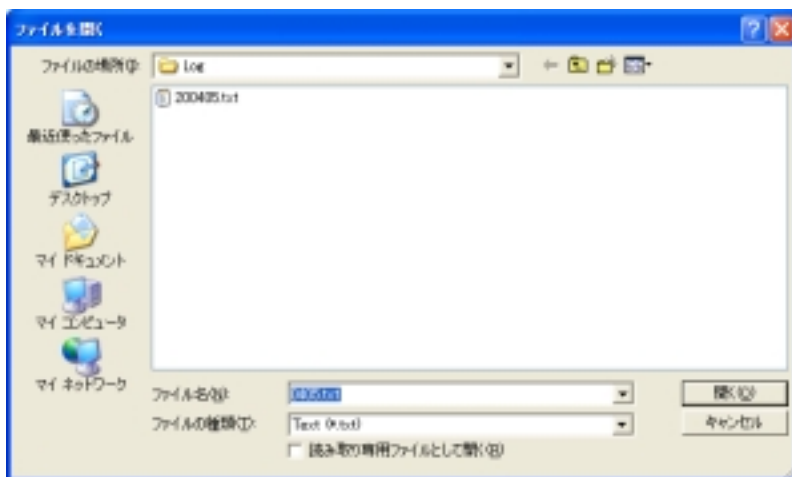 ファイルを開く
ファイルの場所(I):
Log
200405.txt
最近使ったファイル
デスクトップ
マイ ドキュメント
マイ コンピュータ
マイ ネットワーク
ファイル名(N):
0405.txt
開く(O)
ファイルの種類(T):
Text (*.txt)
キャンセル
読み取り専用ファイルとして開く(R)